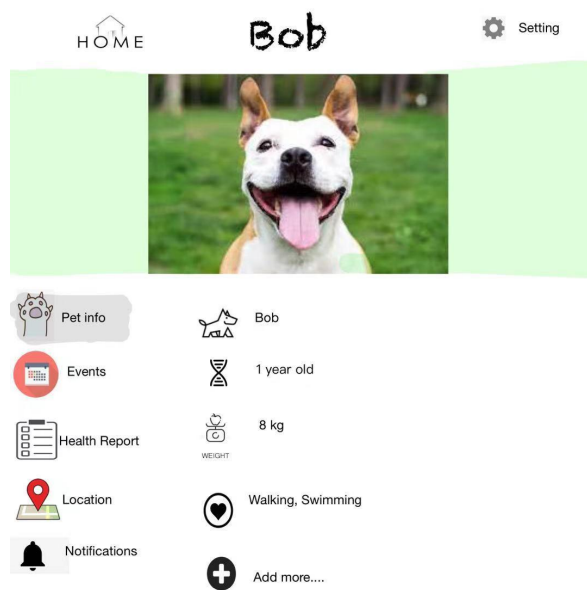 HOME
Bob
Setting
Pet info
Bob
Events
1 year old
Health Report
8 kg
WEIGHT
Location
Walking, Swimming
Notifications
Add more....